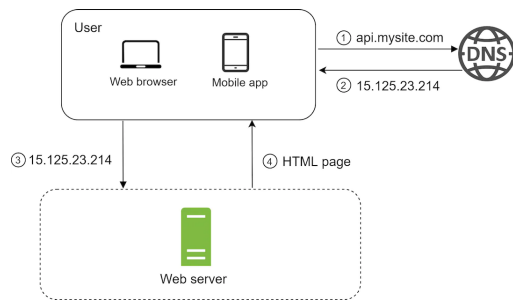 User
Web browser
Mobile app
① api.mysite.com
DNS
② 15.125.23.214
③ 15.125.23.214
④ HTML page
Web server